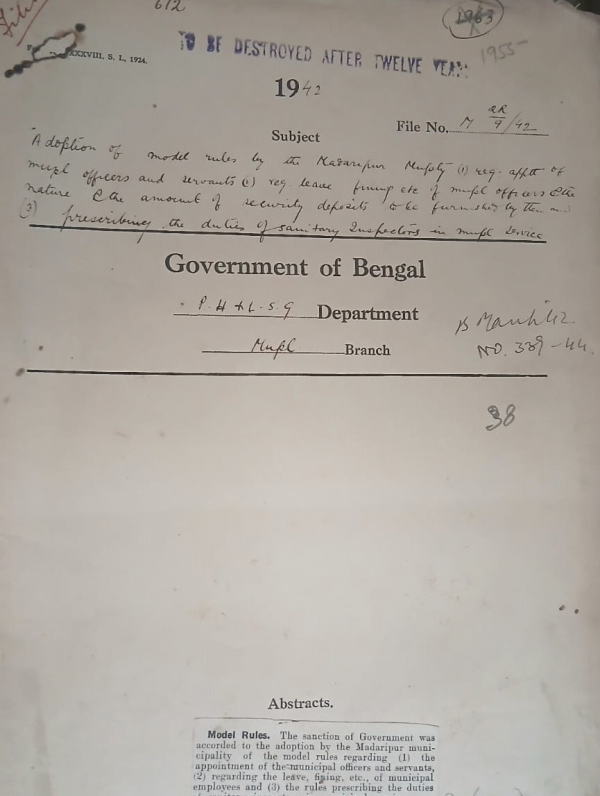 612
1963
XXXVIII. S. I., 1924.
TO BE DESTROYED AFTER TWELVE YEAR
1955-
1942
File No. M RR 9/42
Subject
Adoption of model rules by the Madaripur Muplty (1) reg. apptt of
mupl officers and servants (2) reg. leave fining etc of mupl officers & the
nature & the amount of security deposits to be furnished by them and
(3) prescribing the duties of sanitary Inspectors in mupl service
Government of Bengal
P. H & L. S. G Department
Mupl Branch
B March/42
NO. 339-44
38
Abstracts.
Model Rules. The sanction of Government was
accorded to the adoption by the Madaripur muni-
cipality of the model rules regarding (1) the
appointment of the municipal officers and servants,
(2) regarding the leave, fining, etc., of municipal
employees and (3) the rules prescribing the duties